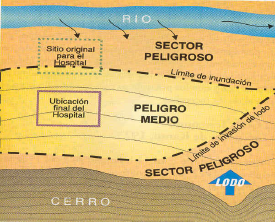 RIO
Sitio original
para el
Hospital
SECTOR
PELIGROSO
Límite de inundación
Ubicación
final del
Hospital
PELIGRO
MEDIO
Límite de invasión de lodo
SECTOR PELIGROSO
LODO
CERRO